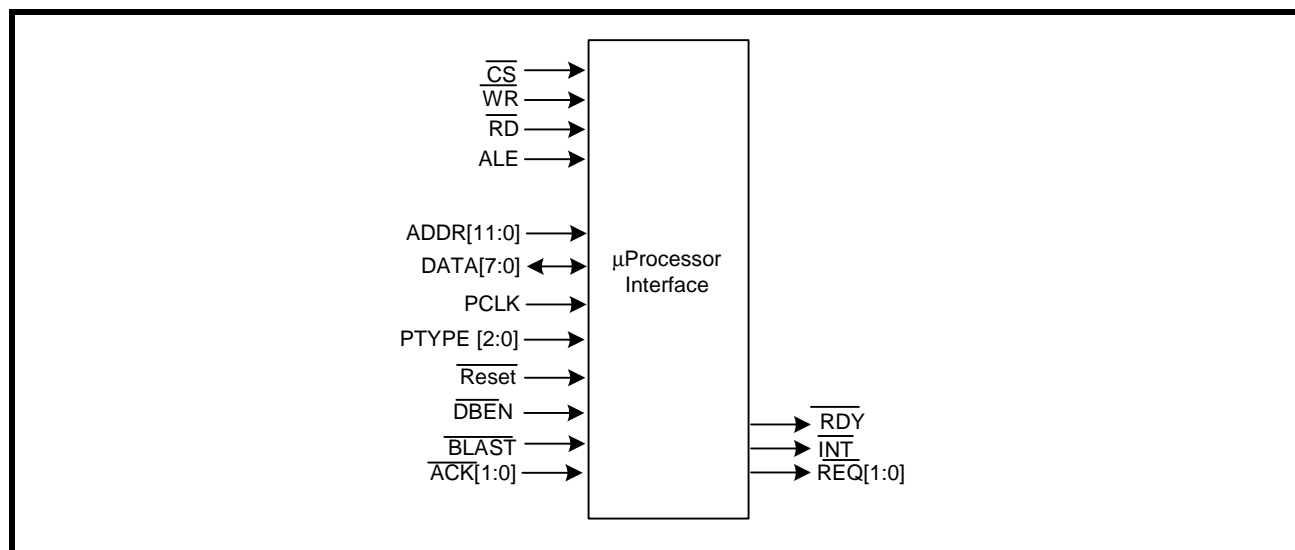 CS
WR
RD
ALE
ADDR[11:0]
DATA[7:0]
PCLK
PTYPE [2:0]
Reset
DBEN
BLAST
ACK[1:0]
μProcessor
Interface
RDY
INT
REQ[1:0]